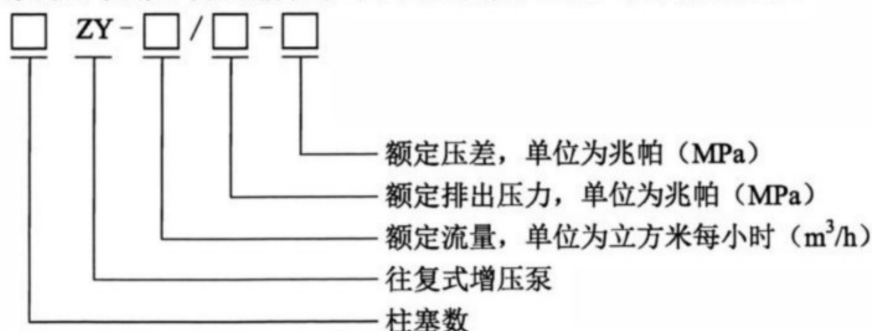 □ ZY-□/□-□
额定压差，单位为兆帕（MPa）
额定排出压力，单位为兆帕（MPa）
额定流量，单位为立方米每小时（m³/h）
往复式增压泵
柱塞数